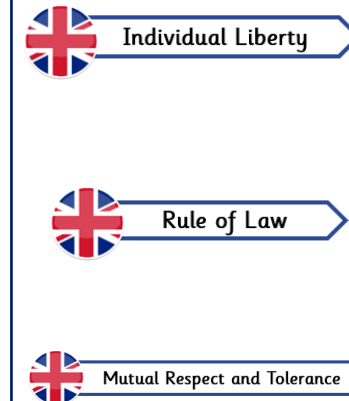 Individual Liberty
Rule of Law
Mutual Respect and Tolerance